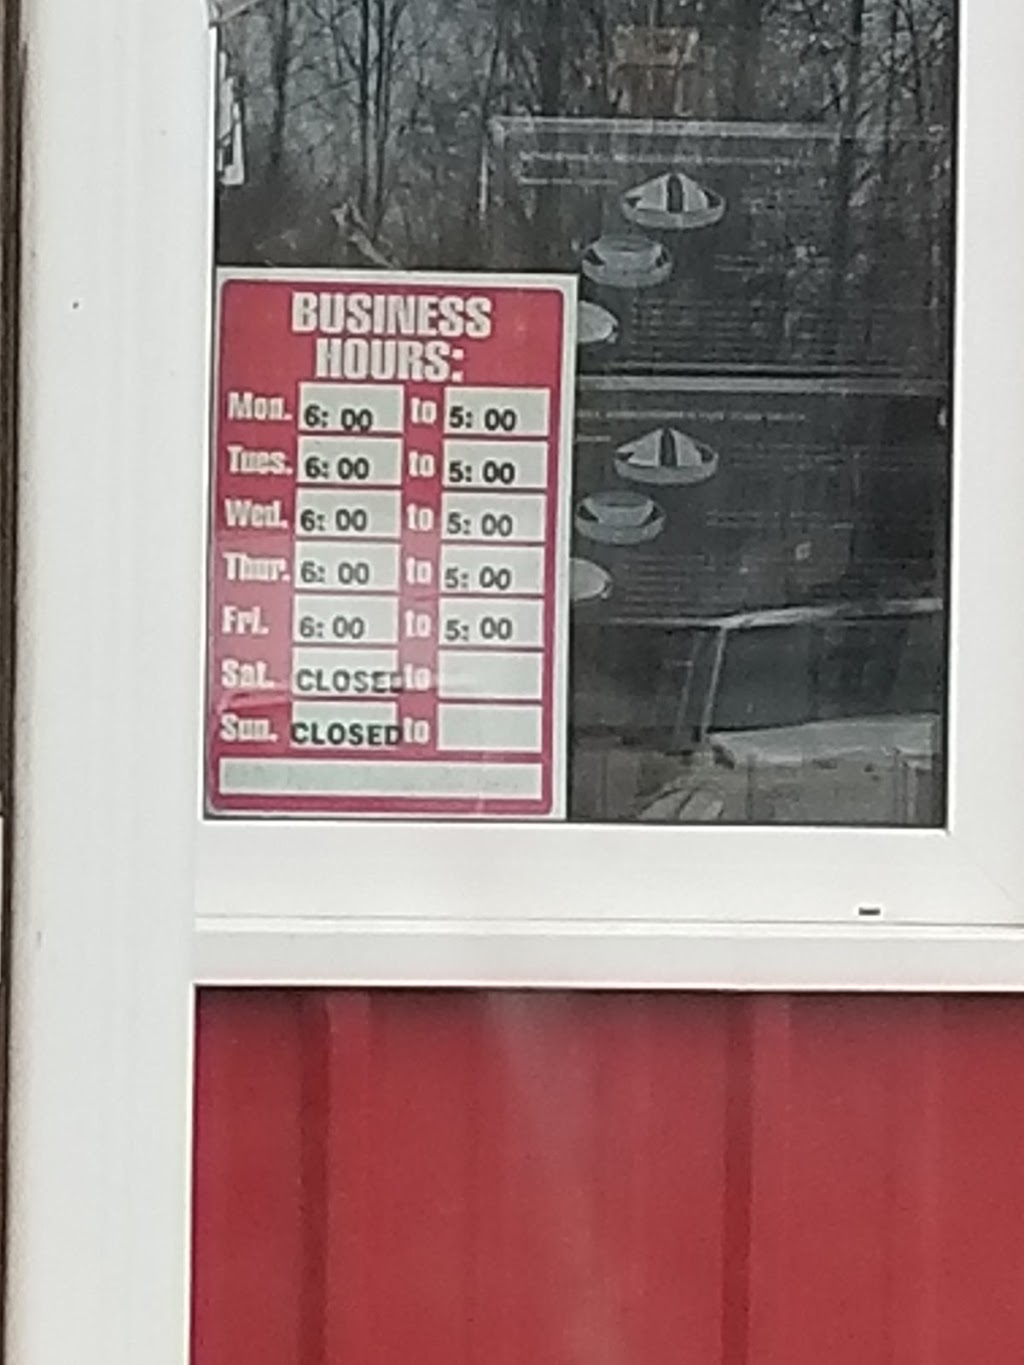 BUSINESS
HOURS:
Mon. 6: 00 to 5: 00
Tues. 6: 00 to 5: 00
Wed. 6: 00 to 5: 00
Thur. 6: 00 to 5: 00
Fri. 6: 00 to 5: 00
Sat. CLOSED to
Sun. CLOSED to